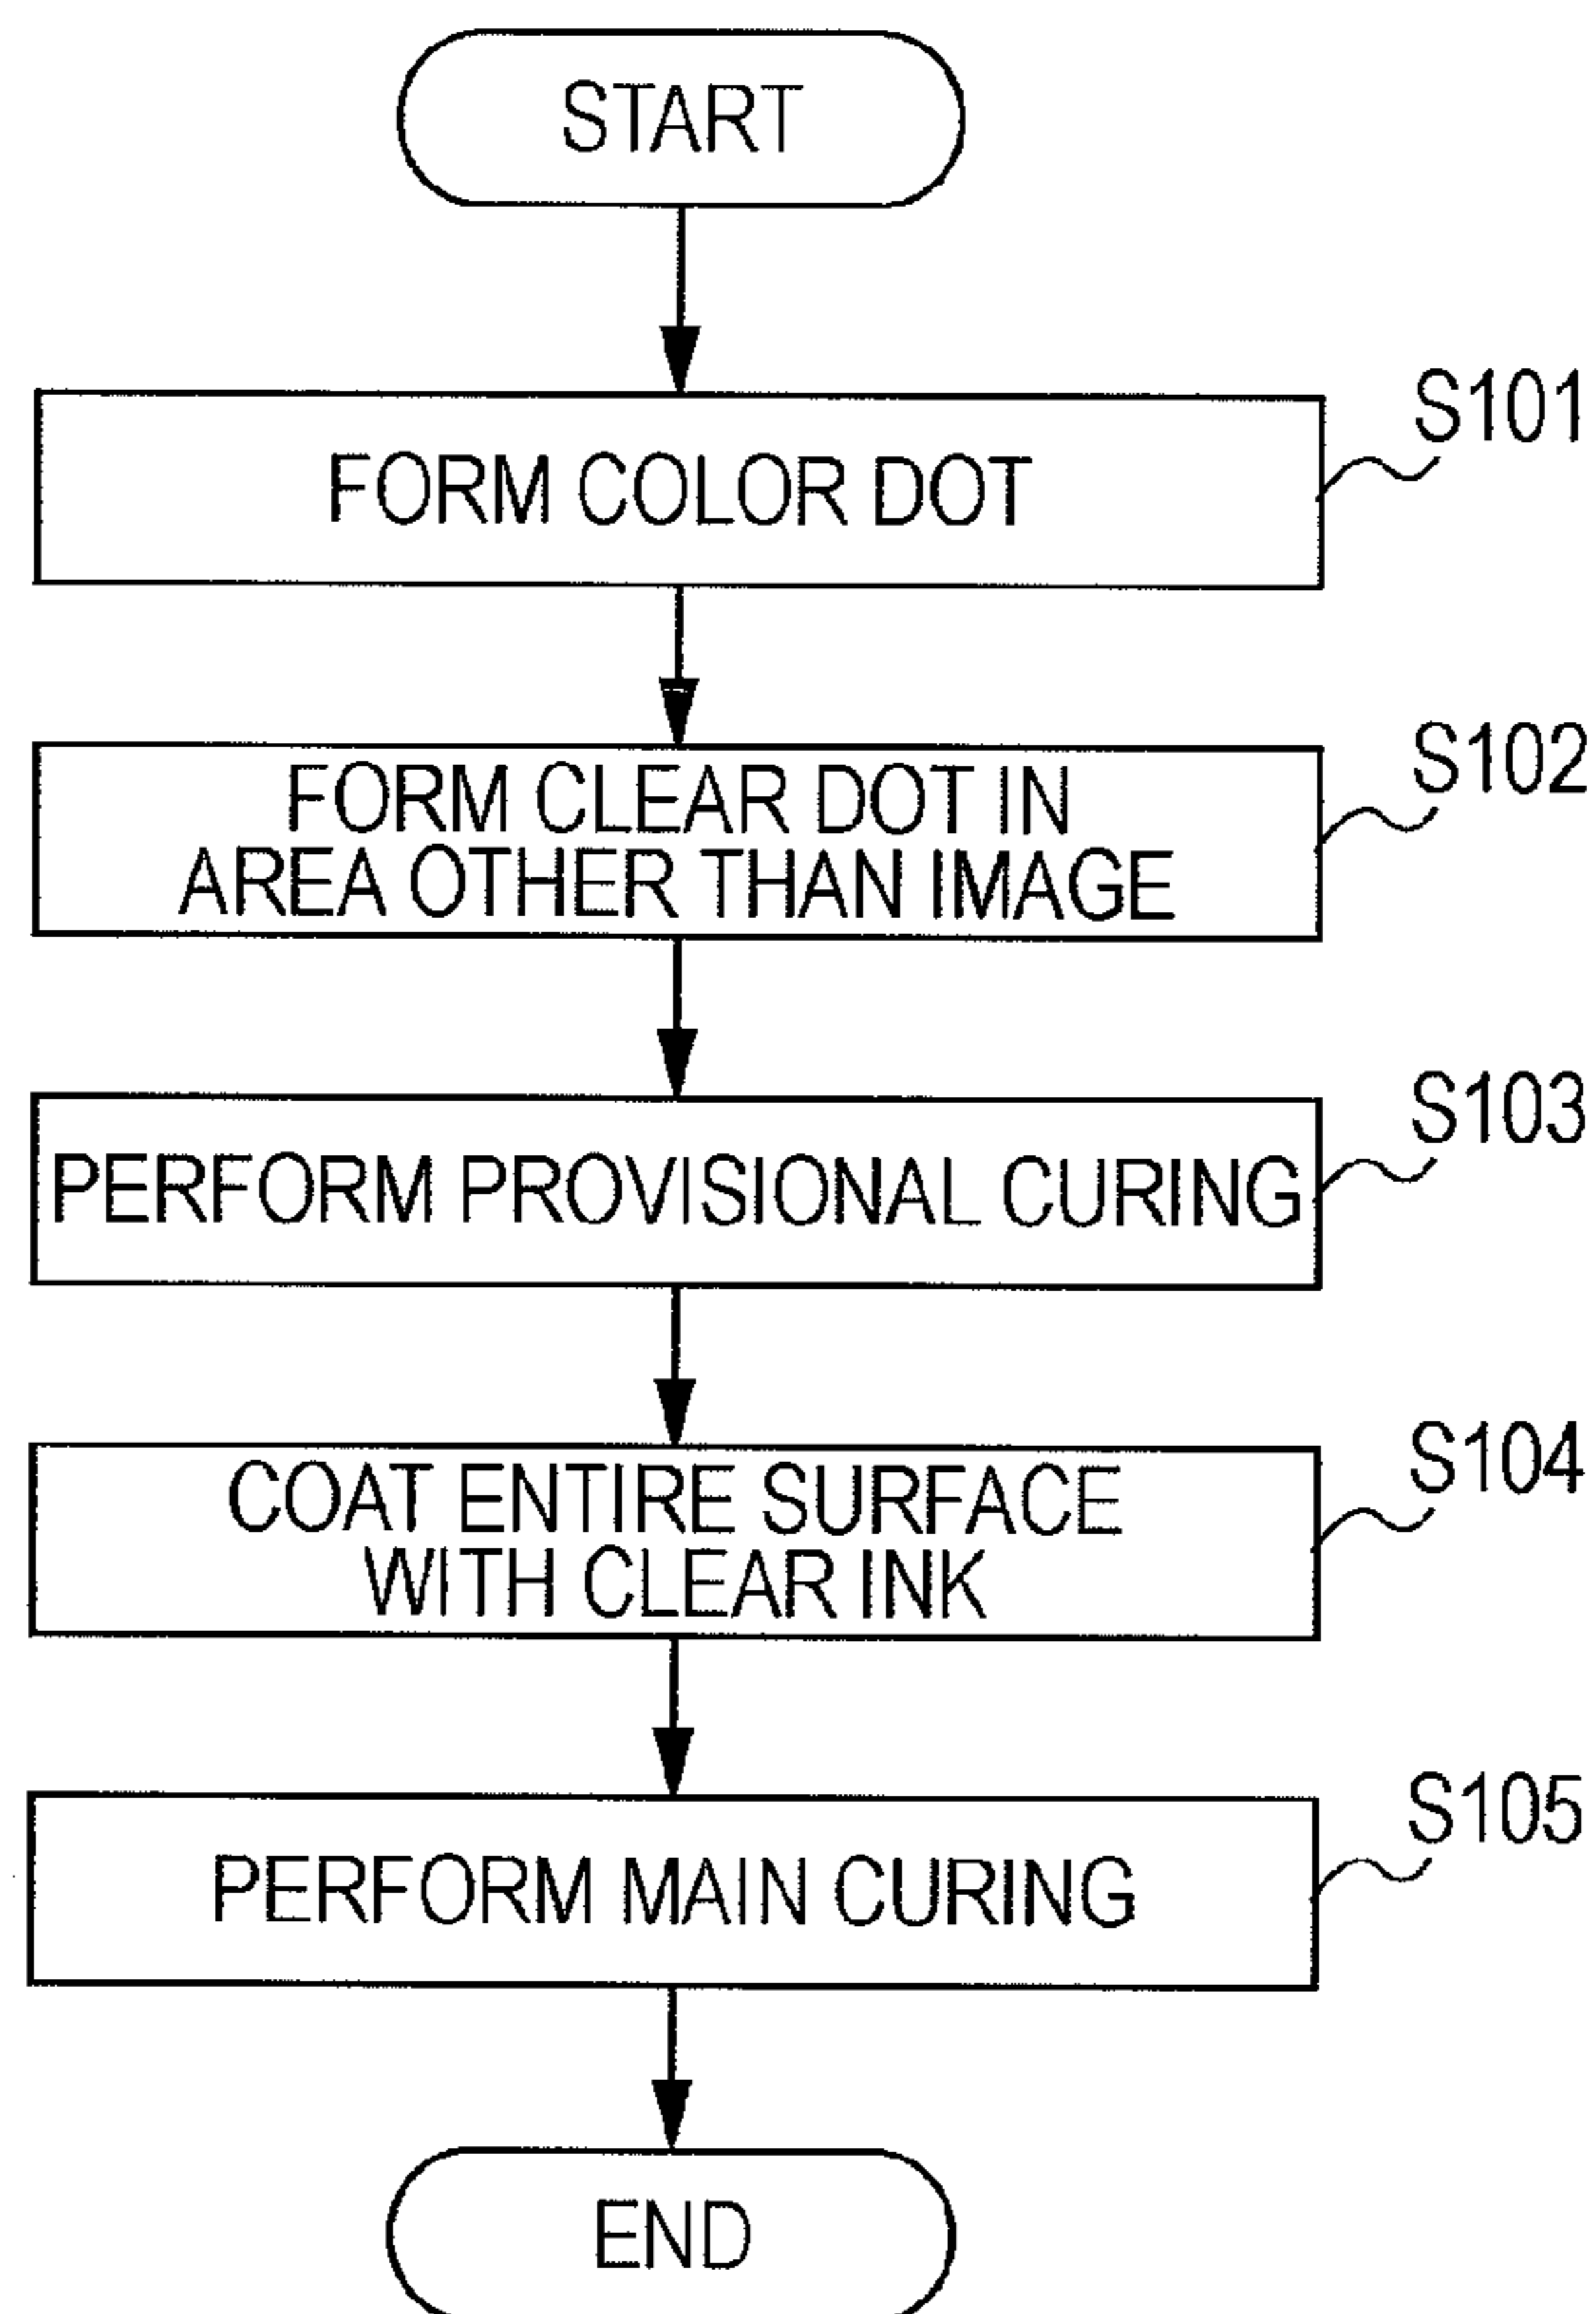 START
FORM COLOR DOT
S101
FORM CLEAR DOT IN
AREA OTHER THAN IMAGE
S102
PERFORM PROVISIONAL CURING
S103
COAT ENTIRE SURFACE
WITH CLEAR INK
S104
PERFORM MAIN CURING
S105
END